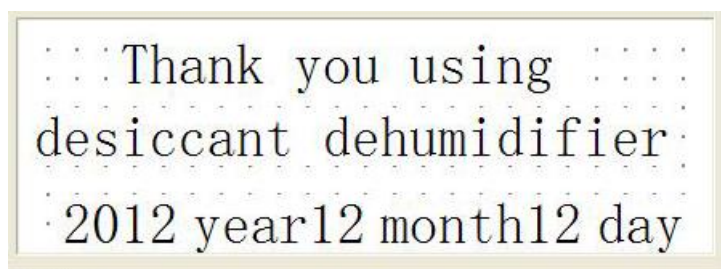 Thank you using
desiccant dehumidifier
2012 year12 month12 day